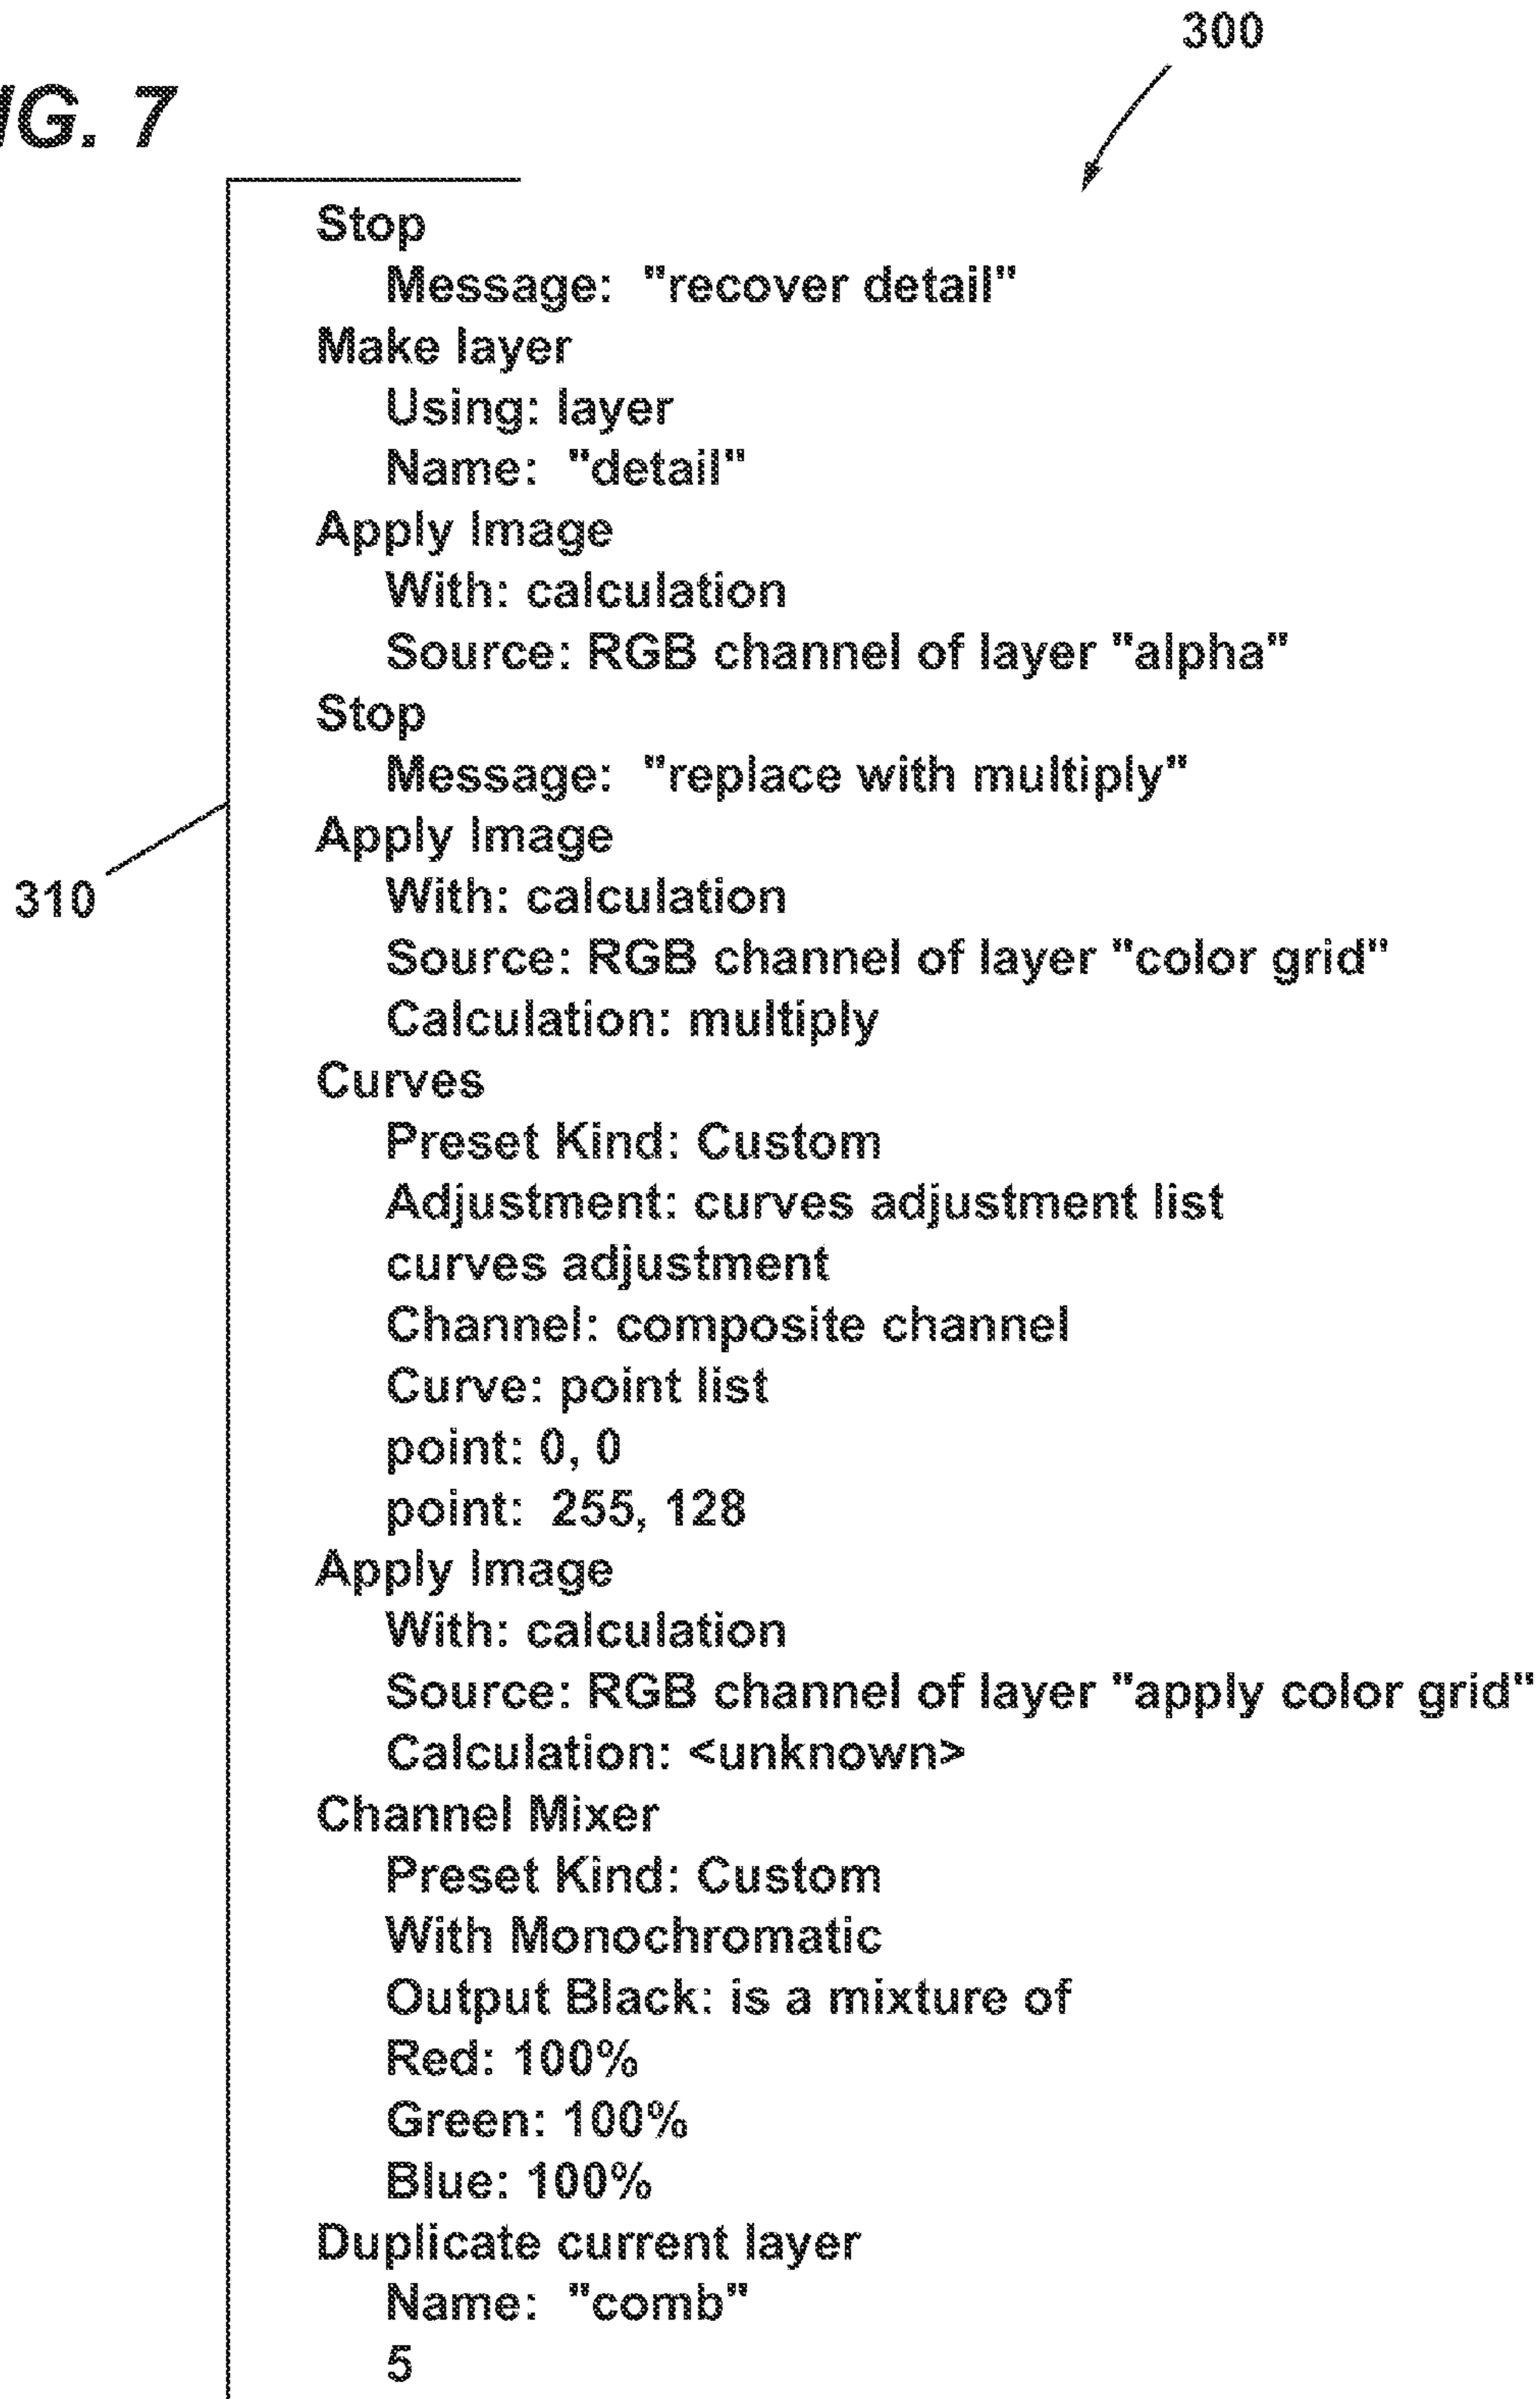 300
IG. 7
Stop
Message: "recover detail"
Make layer
Using: layer
Name: "detail"
Apply Image
With: calculation
Source: RGB channel of layer "alpha"
Stop
Message: "replace with multiply"
Apply Image
310
With: calculation
Source: RGB channel of layer "color grid"
Calculation: multiply
Curves
Preset Kind: Custom
Adjustment: curves adjustment list
curves adjustment
Channel: composite channel
Curve: point list
point: 0, 0
point: 255, 128
Apply Image
With: calculation
Source: RGB channel of layer "apply color grid"
Calculation: <unknown>
Channel Mixer
Preset Kind: Custom
With Monochromatic
Output Black: is a mixture of
Red: 100%
Green: 100%
Blue: 100%
Duplicate current layer
Name: "comb"
5